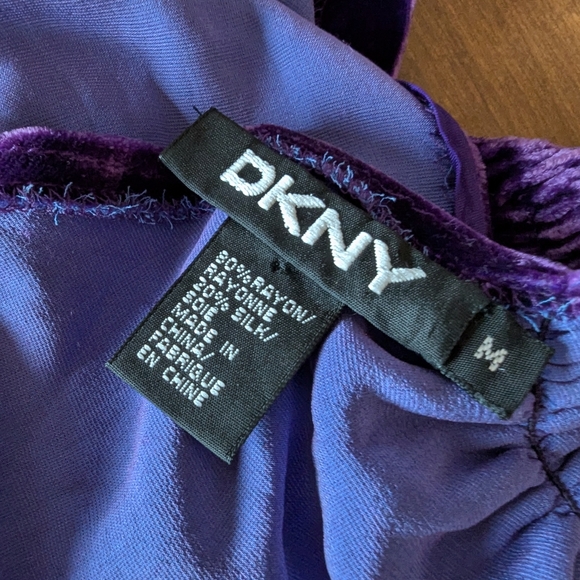 DKNY
M
80%RAYON/
RAYONNE
20% SILK/
SOIE
MADE IN
CHINA/
FABRIQUE
EN CHINE